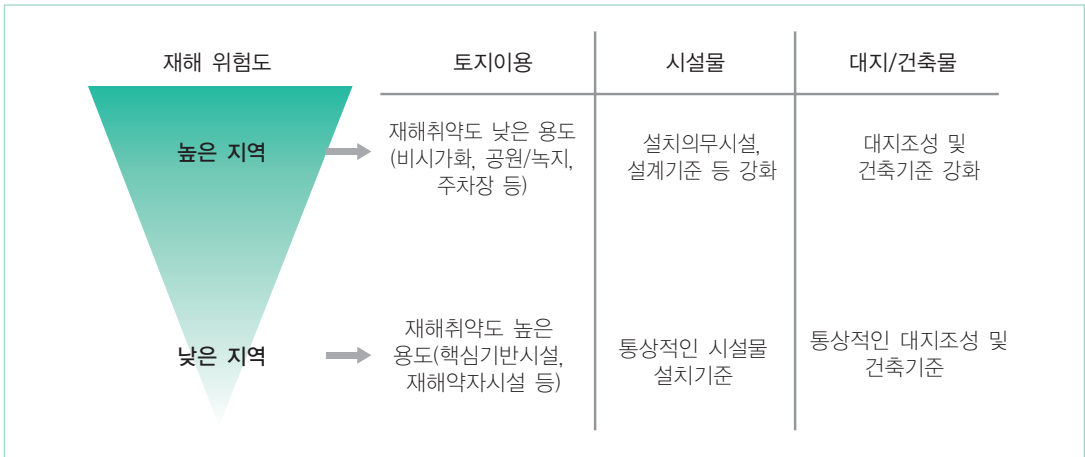 재해 위험도
토지이용
시설물
대지/건축물
높은 지역
재해취약도 낮은 용도
(비시가화, 공원/녹지,
주차장 등)
설치의무시설,
설계기준 등 강화
대지조성 및
건축기준 강화
낮은 지역
재해취약도 높은
용도(핵심기반시설,
재해약자시설 등)
통상적인 시설물
설치기준
통상적인 대지조성 및
건축기준